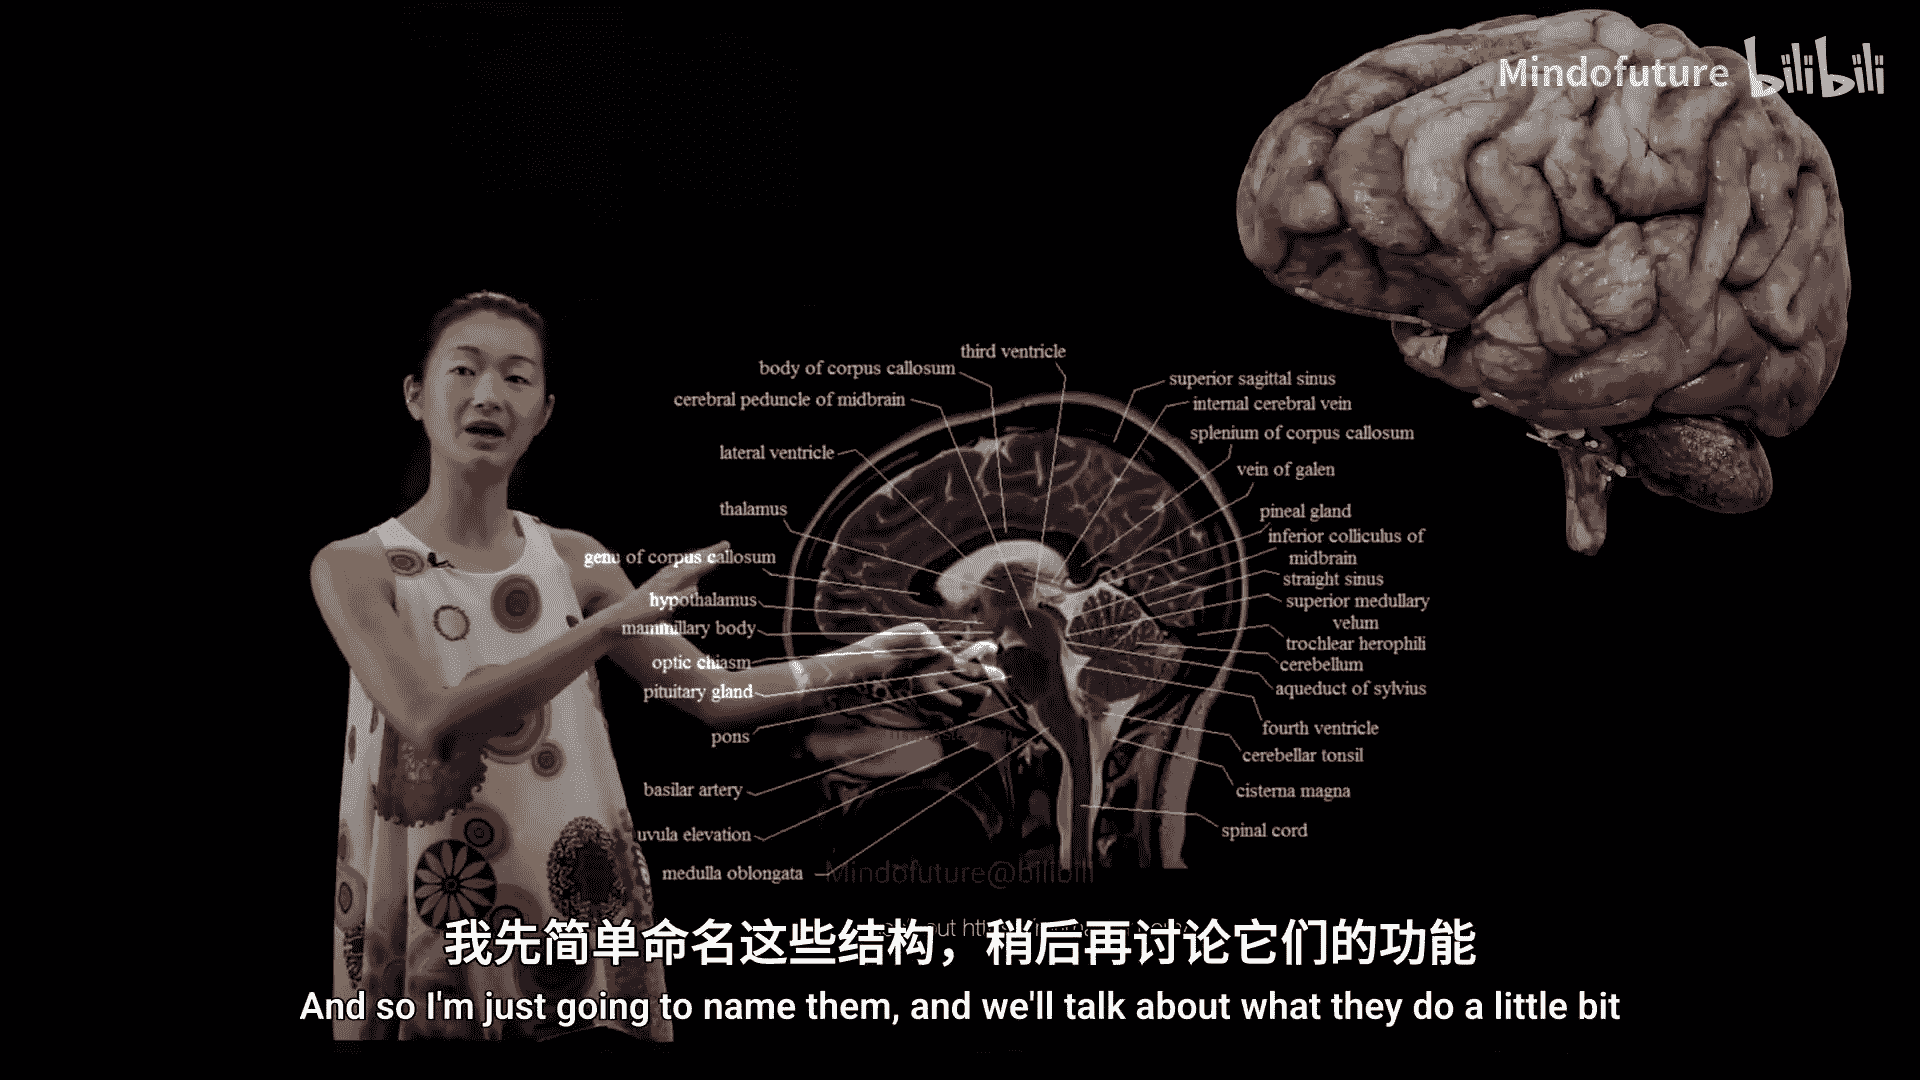 Mindofuture bilibili
third ventricle
body of corpus callosum
cerebral peduncle of midbrain
lateral ventricle
thalamus
genu of corpus callosum
hypothalamus
mammillary body
optic chiasm
pituitary gland
pons
basilar artery
uvula elevation
medulla oblongata
superior sagittal sinus
internal cerebral vein
splenium of corpus callosum
vein of galen
pineal gland
inferior colliculus of
midbrain
straight sinus
superior medullary
velum
trochlear herophili
cerebellum
aqueduct of sylvius
fourth ventricle
cerebellar tonsil
cisterna magna
spinal cord
Mindofuture@bilibili
我先简单命名这些结构，稍后再讨论它们的功能
And so I'm just going to name them, and we'll talk about what they do a little bit